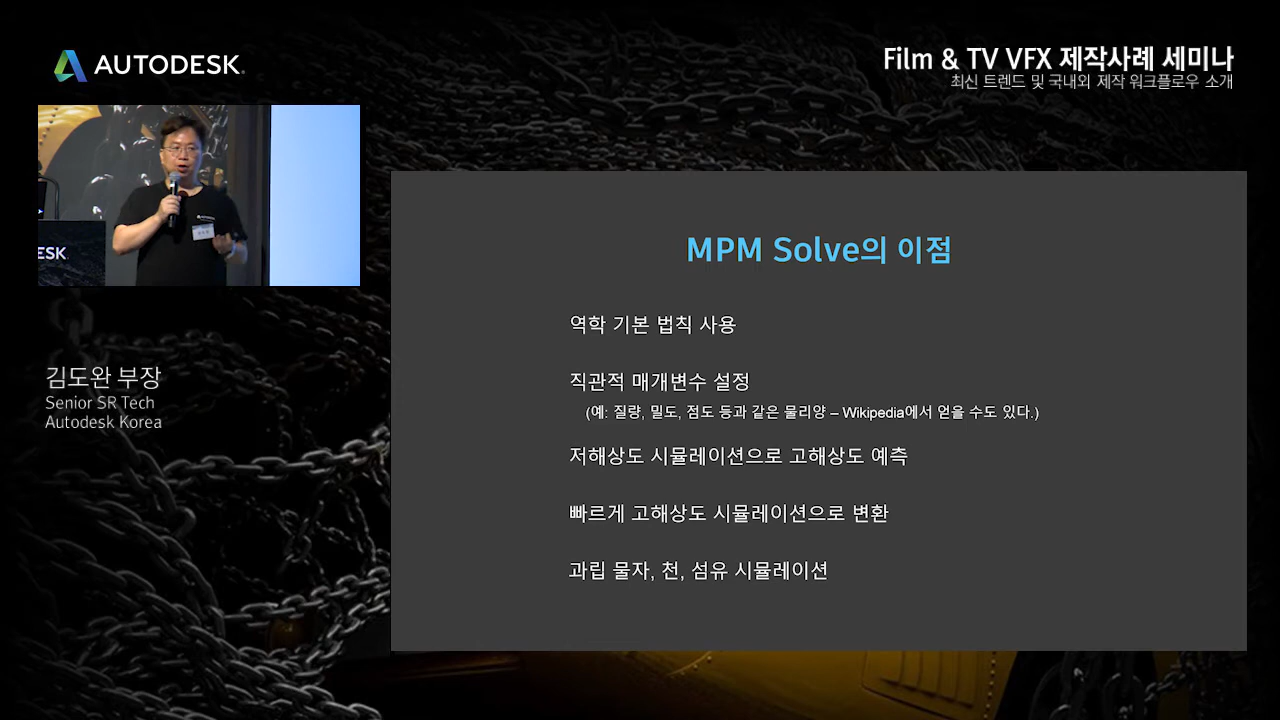 AUTODESK
Film & TV VFX 제작사례 세미나
최신 트렌드 및 국내외 제작 워크플로우 소개
ESK
김도완 부장
Senior SR Tech
Autodesk Korea
MPM Solve의 이점
역학 기본 법칙 사용
직관적 매개변수 설정
(예: 질량, 밀도, 점도 등과 같은 물리양 – Wikipedia에서 얻을 수도 있다.)
저해상도 시뮬레이션으로 고해상도 예측
빠르게 고해상도 시뮬레이션으로 변환
과립 물자, 천, 섬유 시뮬레이션